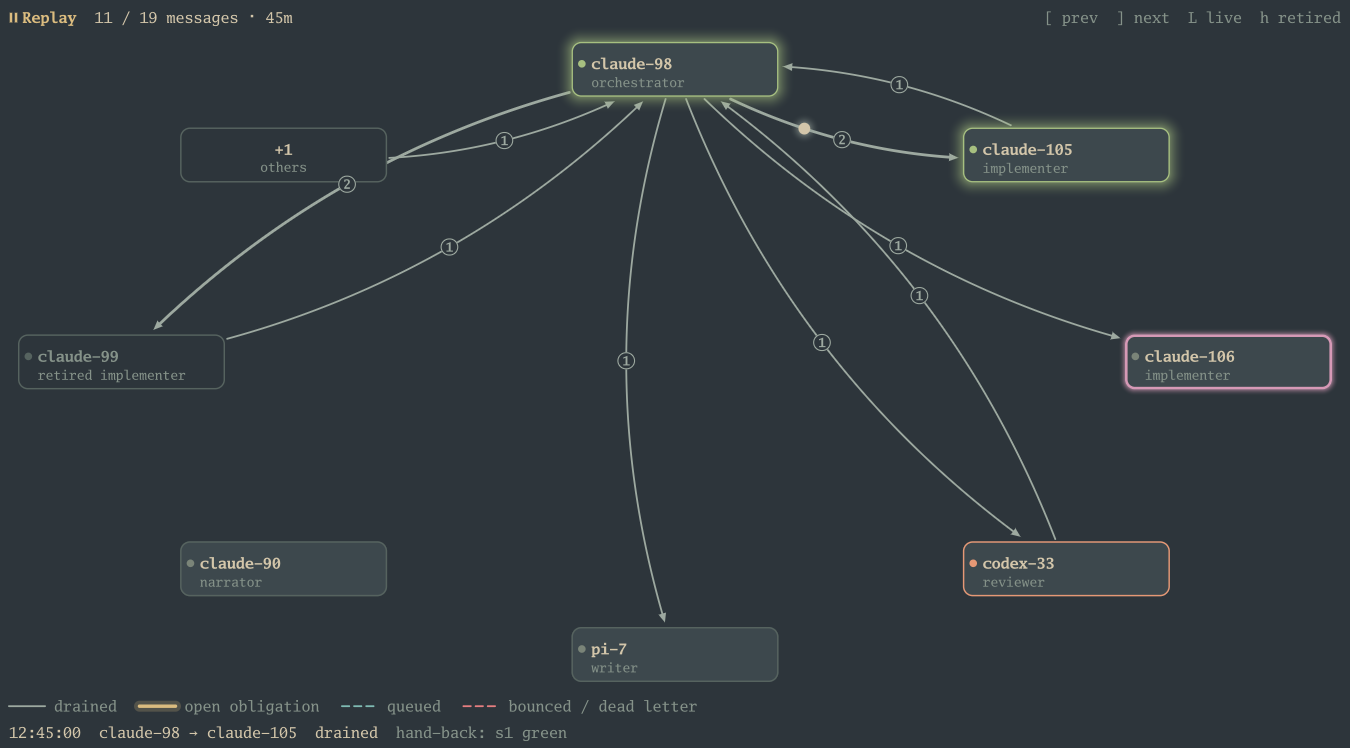 Replay 11 / 19 messages · 45m
[ prev ] next L live h retired
claude-98
orchestrator
1
+1
others
1
2
2
claude-105
implementer
1
1
1
claude-99
retired implementer
1
1
claude-106
implementer
claude-90
narrator
codex-33
reviewer
pi-7
writer
drained open obligation queued bounced / dead letter
12:45:00 claude-98 → claude-105 drained hand-back: s1 green